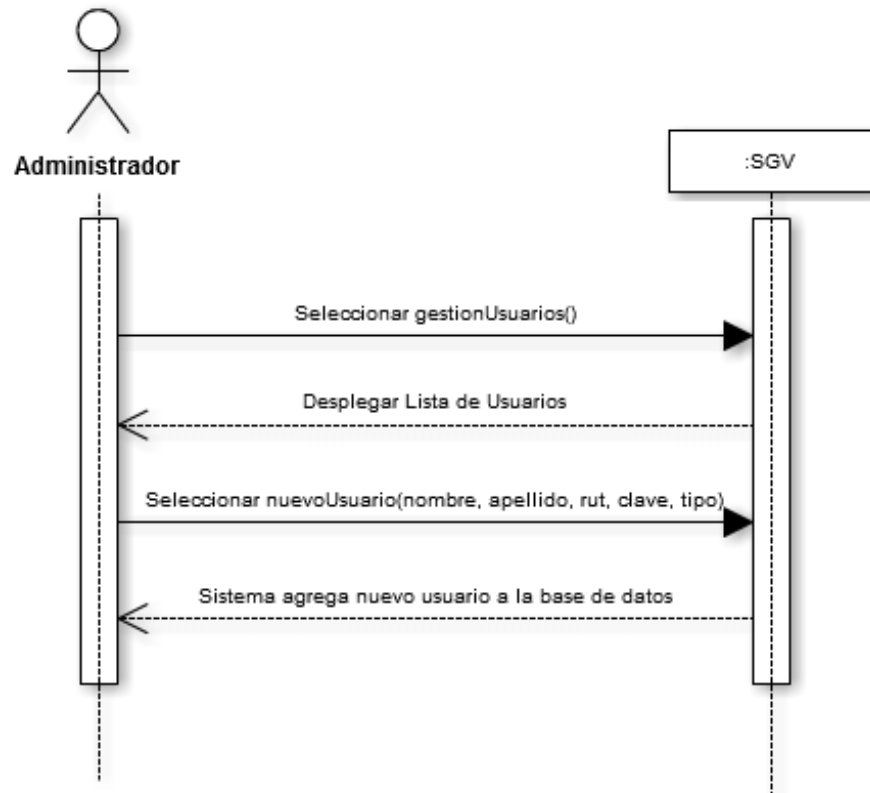 Administrador
:SGV
Seleccionar gestionUsuarios()
Desplegar Lista de Usuarios
Seleccionar nuevoUsuario(nombre, apellido, rut, clave, tipo)
Sistema agrega nuevo usuario a la base de datos